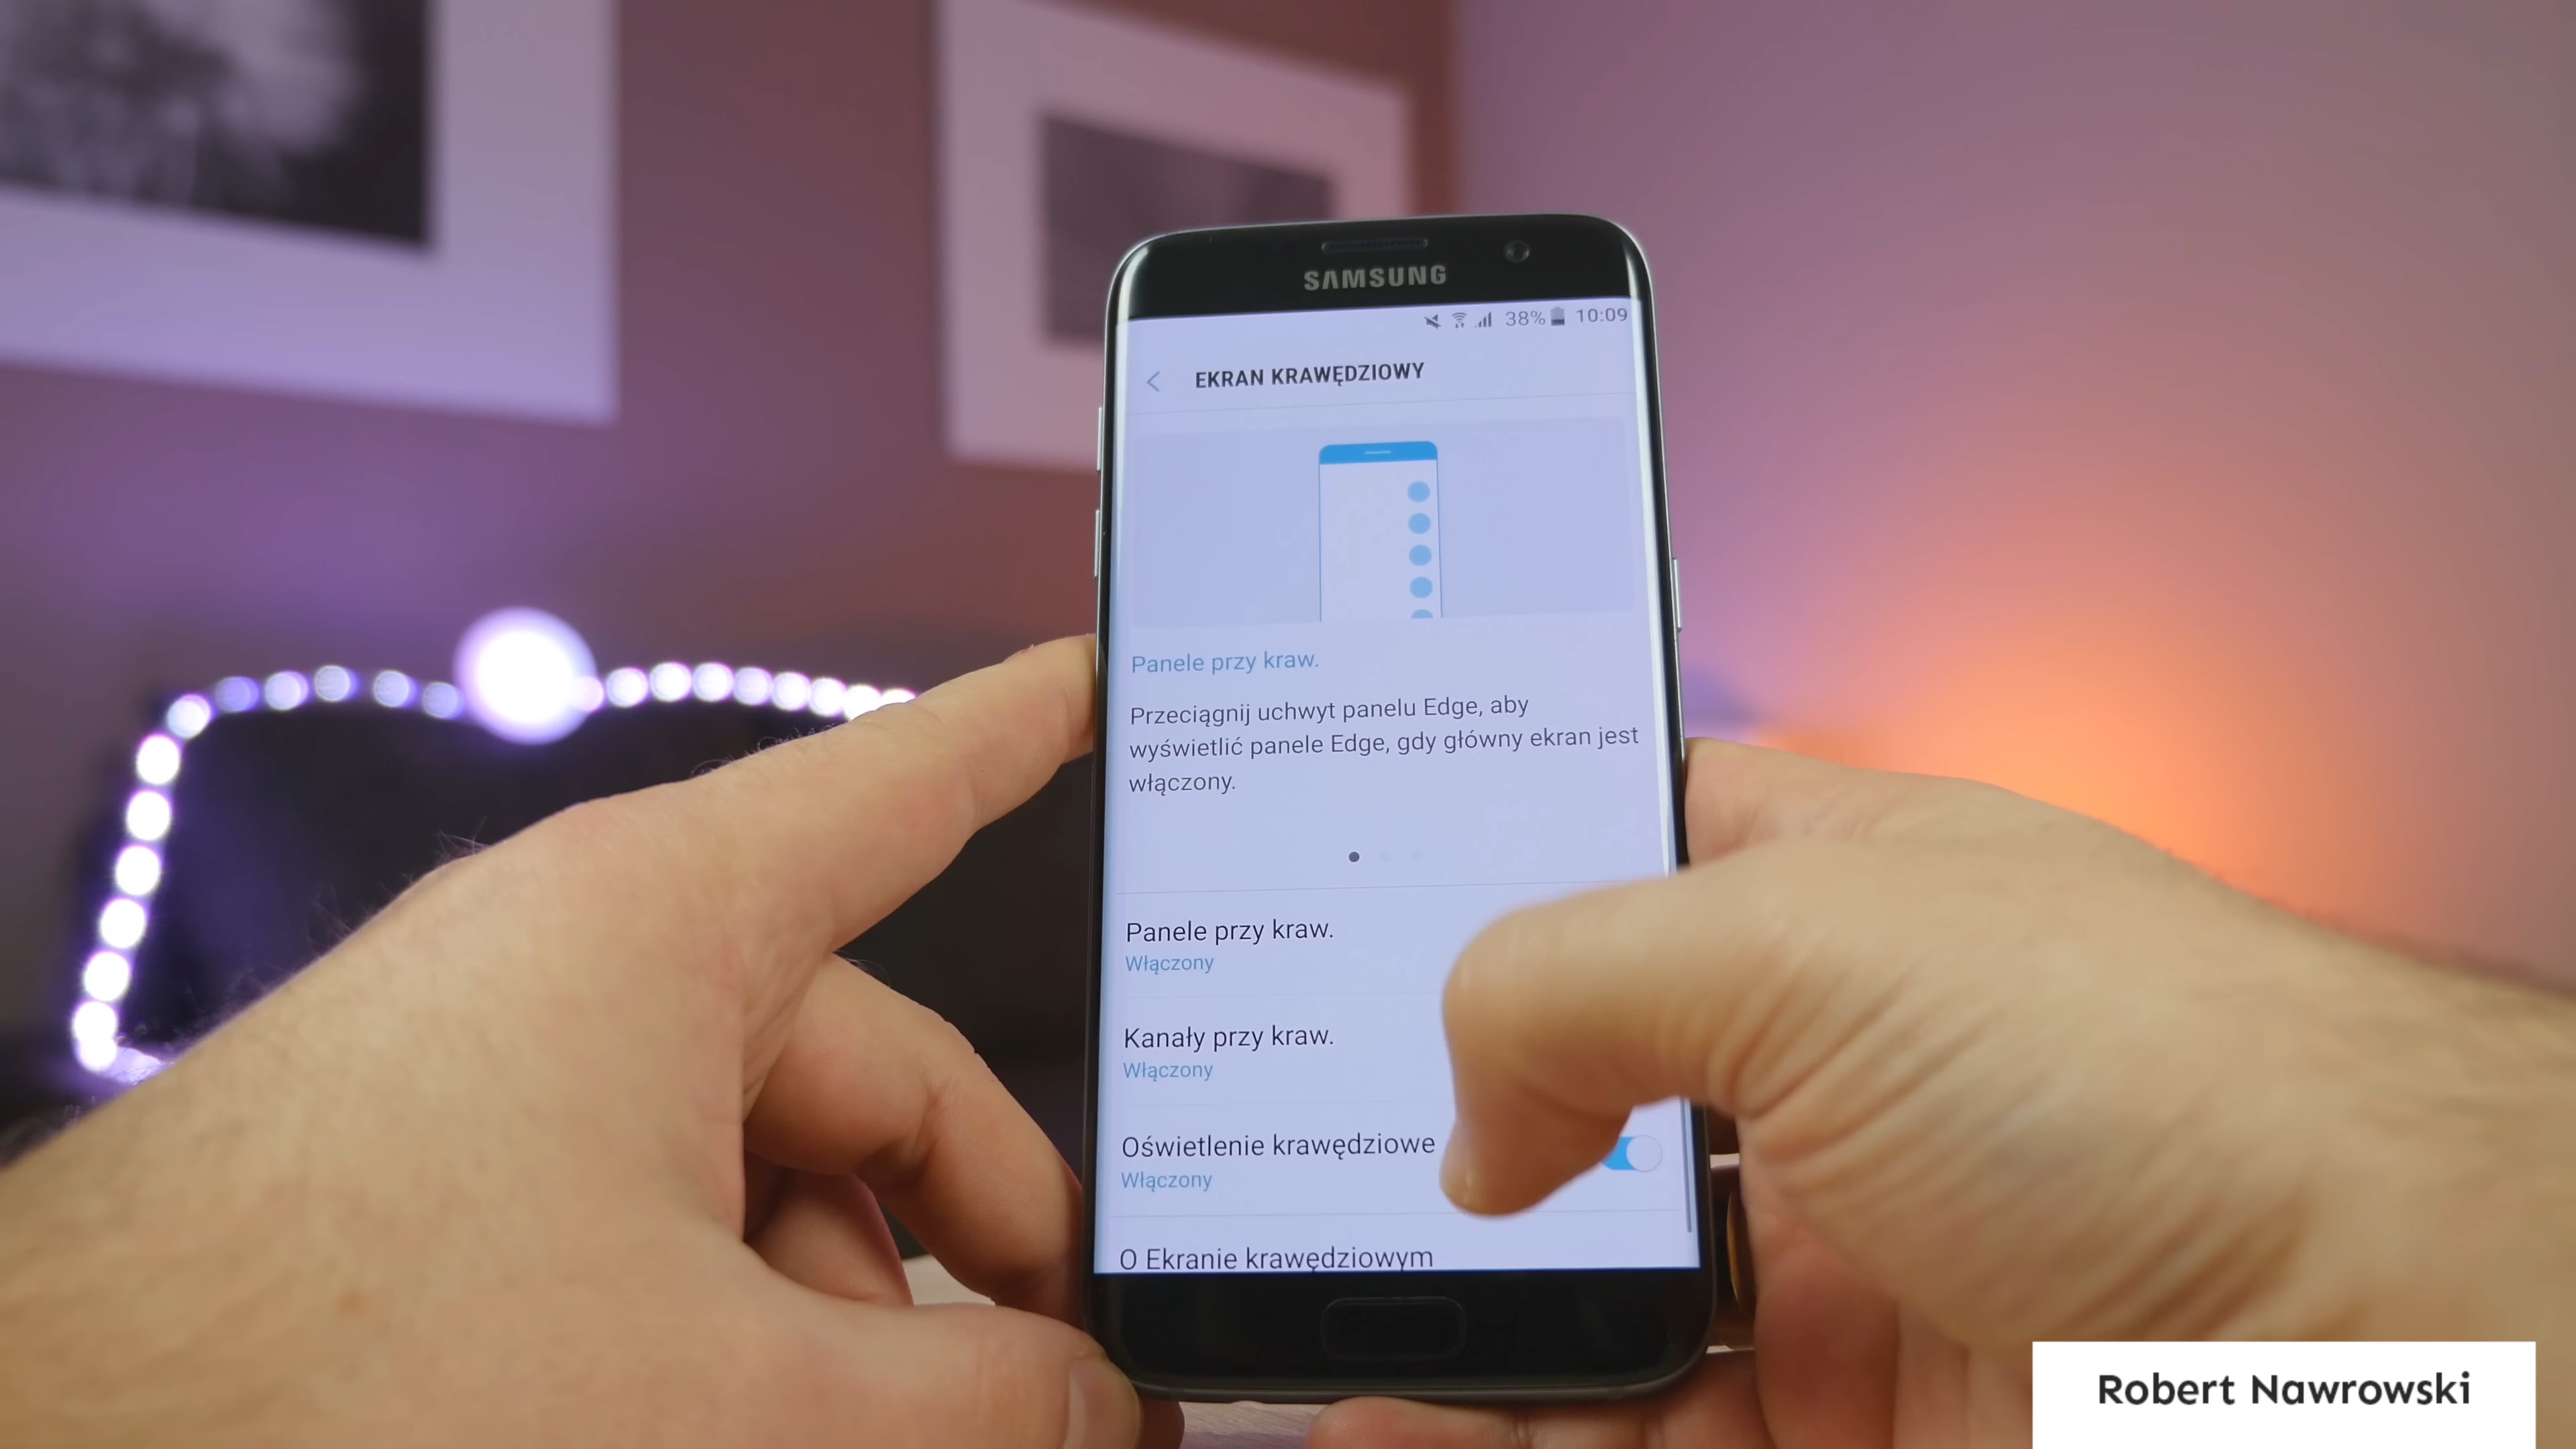 SAMSUNG
38% 10:09
EKRAN KRAWĘDZIOWY
Panele przy kraw.
Przeciągnij uchwyt panelu Edge, aby
wyświetlić panele Edge, gdy główny ekran jest
włączony.
Panele przy kraw.
Włączony
Kanały przy kraw.
Włączony
Oświetlenie krawędziowe
Włączony
O Ekranie krawędziowym
Robert Nawrowski